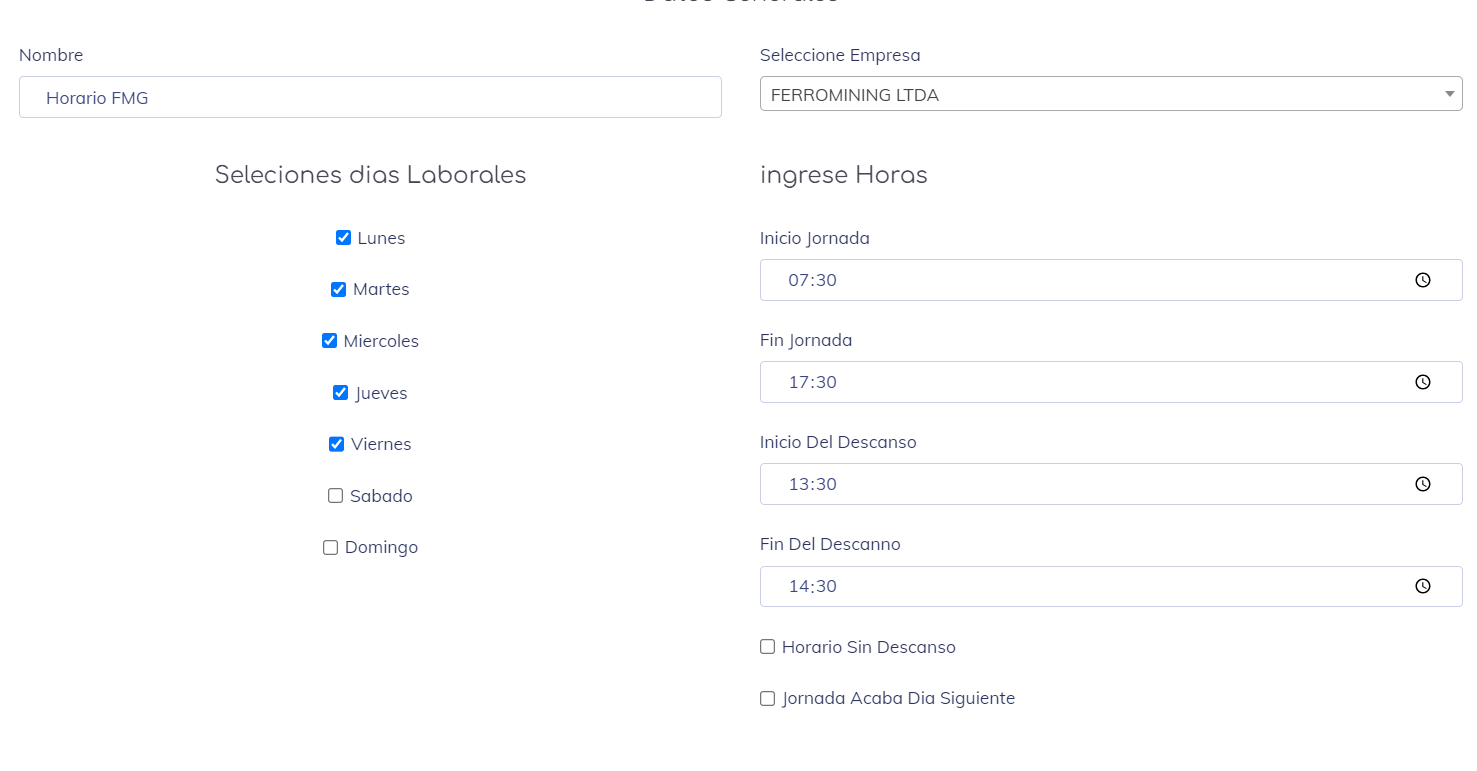 Nombre
Horario FMG
Seleccione Empresa
FERROMINING LTDA
Seleciones dias Laborales
Lunes
Martes
Miercoles
Jueves
Viernes
Sabado
Domingo
ingrese Horas
Inicio Jornada
07:30
Fin Jornada
17:30
Inicio Del Descanso
13:30
Fin Del Descanno
14:30
Horario Sin Descanso
Jornada Acaba Dia Siguiente